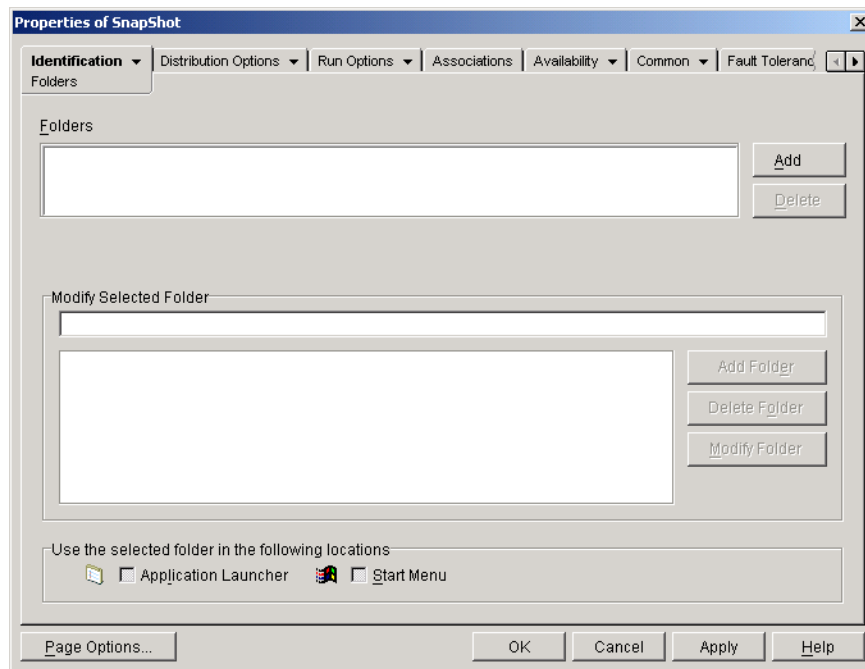 Properties of SnapShot
Identification Distribution Options Run Options Associations Availability Common Fault Toleranc
Folders
Folders
Add
Delete
Modify Selected Folder
Add Folder
Delete Folder
Modify Folder
Use the selected folder in the following locations
Application Launcher Start Menu
Page Options... OK Cancel Apply Help